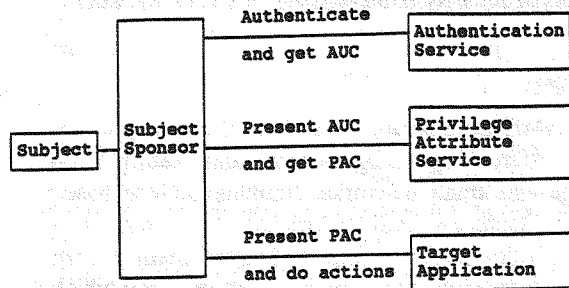 Authenticate
and get AUC
Authentication
Service
Subject
Subject
Sponsor
Present AUC
and get PAC
Privilege
Attribute
Service
Present PAC
and do actions
Target
Application